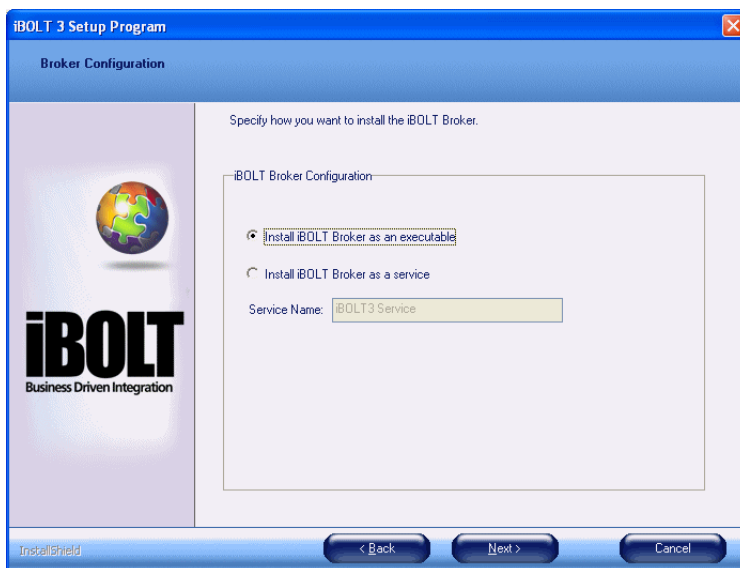 iBOLT 3 Setup Program
Broker Configuration
Specify how you want to install the iBOLT Broker.
iBOLT Broker Configuration
Install iBOLT Broker as an executable
Install iBOLT Broker as a service
Service Name: iBOLT3 Service
iBOLT
Business Driven Integration
InstallShield
< Back
Next >
Cancel